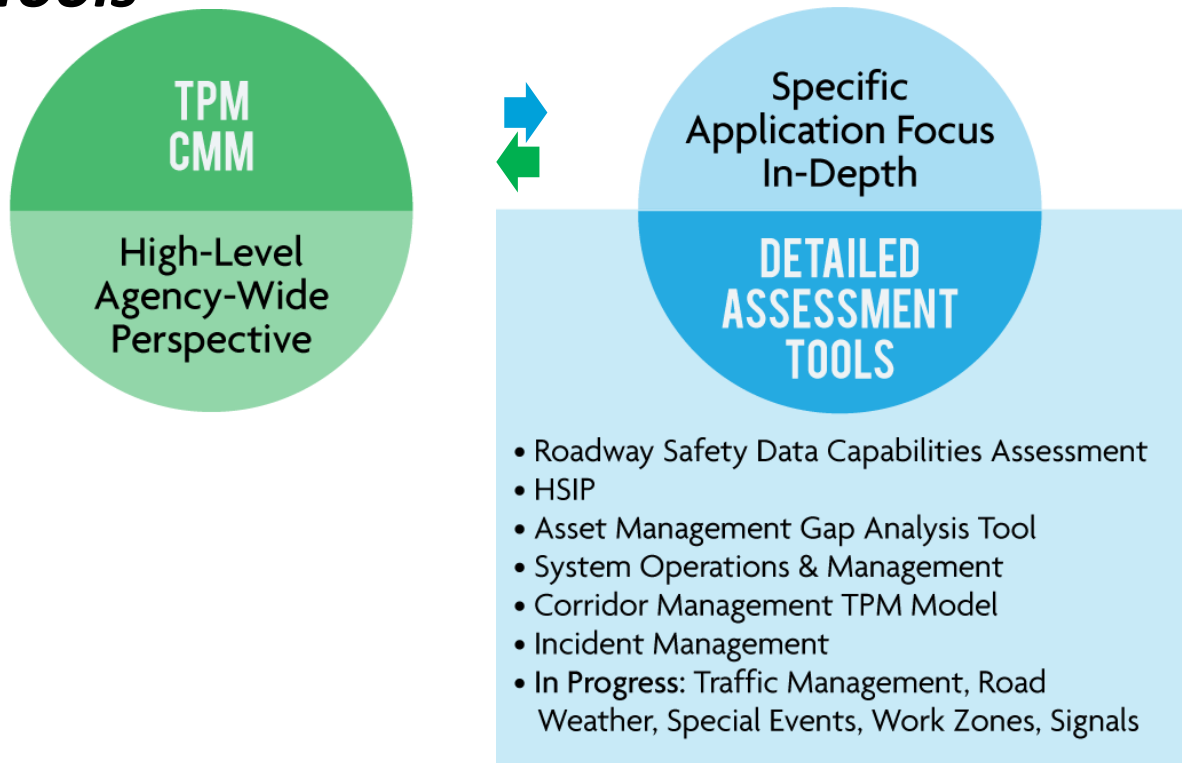 TOOLS
TPM
CMM
High-Level
Agency-Wide
Perspective
Specific
Application Focus
In-Depth
DETAILED
ASSESSMENT
TOOLS
• Roadway Safety Data Capabilities Assessment
• HSIP
• Asset Management Gap Analysis Tool
• System Operations & Management
• Corridor Management TPM Model
• Incident Management
• In Progress: Traffic Management, Road
Weather, Special Events, Work Zones, Signals